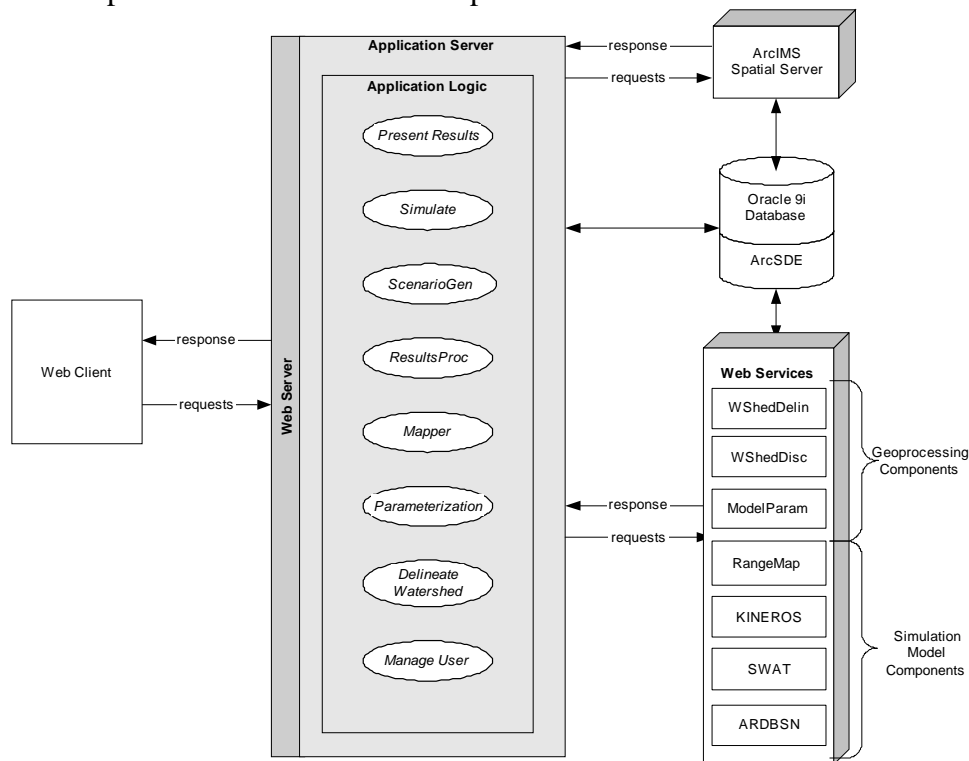 Application Server
Application Logic
Present Results
Simulate
ScenarioGen
ResultsProc
Mapper
Parameterization
Delineate
Watershed
Manage User
Web Server
Web Client
response
requests
response
requests
ArcIMS
Spatial Server
Oracle 9i
Database
ArcSDE
response
requests
Web Services
WShedDelin
WShedDisc
ModelParam
RangeMap
KINEROS
SWAT
ARDBSN
Geoprocessing
Components
Simulation
Model
Components